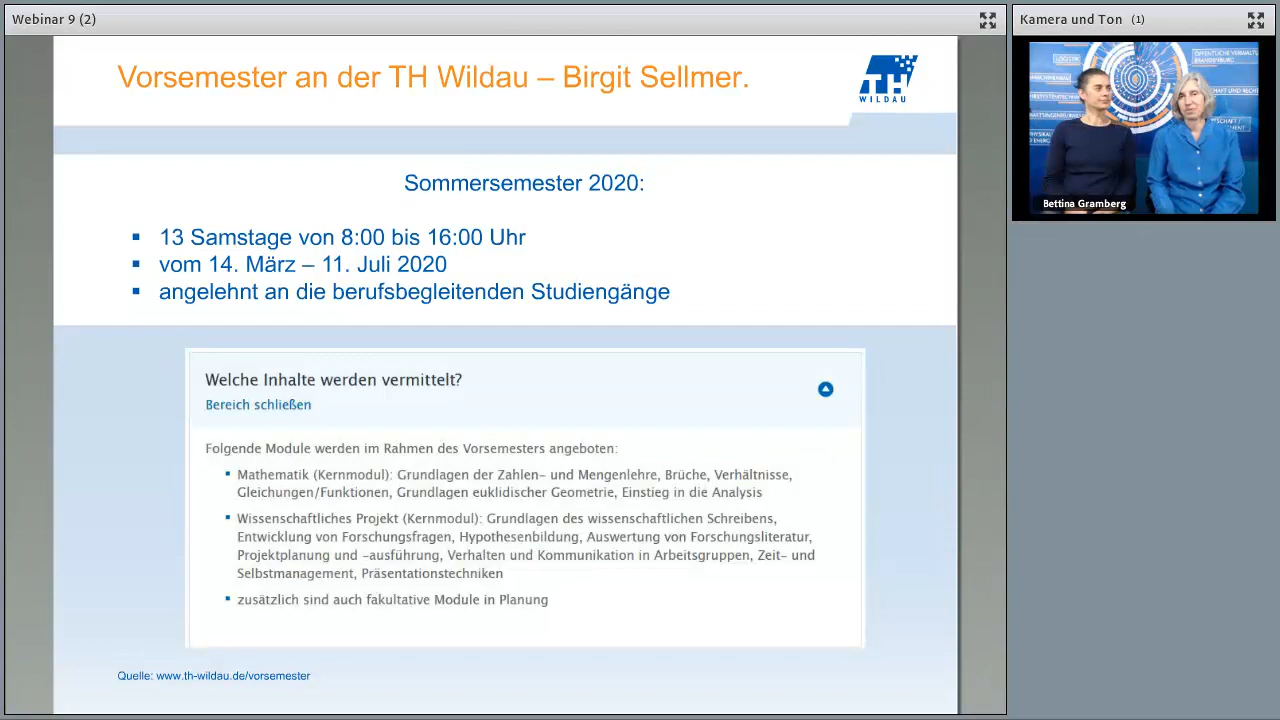 Webinar 9 (2)
Kamera und Ton (1)
Vorsemester an der TH Wildau – Birgit Sellmer.
TH
WILDAU
Sommersemester 2020:
▪ 13 Samstage von 8:00 bis 16:00 Uhr
▪ vom 14. März – 11. Juli 2020
▪ angelehnt an die berufsbegleitenden Studiengänge
Welche Inhalte werden vermittelt?
Bereich schließen
Folgende Module werden im Rahmen des Vorsemesters angeboten:
▪ Mathematik (Kernmodul): Grundlagen der Zahlen- und Mengenlehre, Brüche, Verhältnisse,
Gleichungen/Funktionen, Grundlagen euklidischer Geometrie, Einstieg in die Analysis
▪ Wissenschaftliches Projekt (Kernmodul): Grundlagen des wissenschaftlichen Schreibens,
Entwicklung von Forschungsfragen, Hypothesenbildung, Auswertung von Forschungsliteratur,
Projektplanung und -ausführung, Verhalten und Kommunikation in Arbeitsgruppen, Zeit- und
Selbstmanagement, Präsentationstechniken
▪ zusätzlich sind auch fakultative Module in Planung
Quelle: www.th-wildau.de/vorsemester
LOGISTIK
ÖFFENTLICHE VERWALTU
BRANDENBURG
Bettina Gramberg